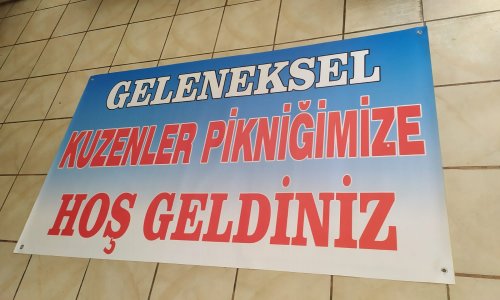 GELENEKSEL
KUZENLER PİKNİĞİMİZE
HOŞ GELDİNİZ